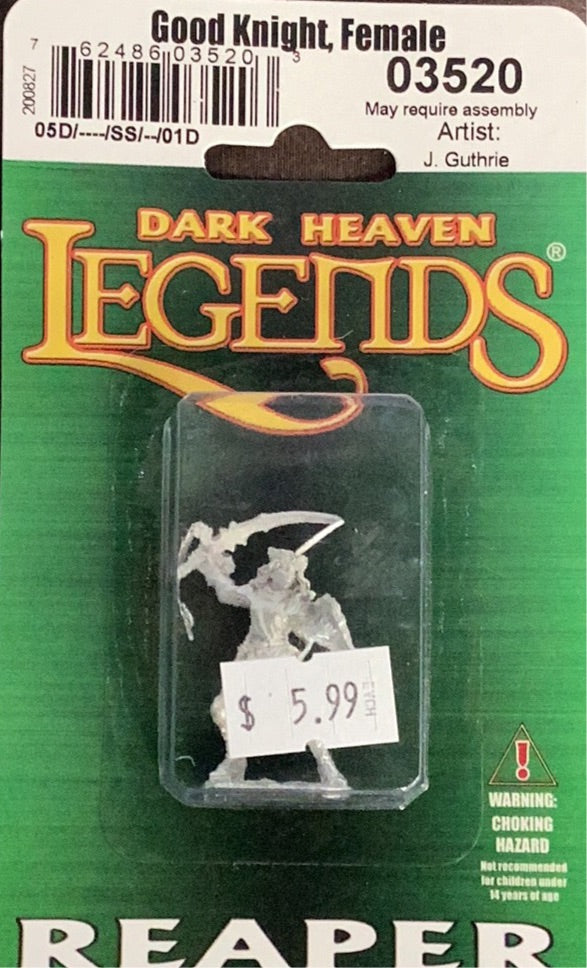 Good Knight, Female
7 62486 03520 3
03520
200827
May require assembly
05D/----/SS/--/01D
Artist:
J. Guthrie
DARK HEAVEN
LEGENDS®
$ 5.99 EACH
WARNING:
CHOKING
HAZARD
Not recommended
for children under
14 years of age
REAPER